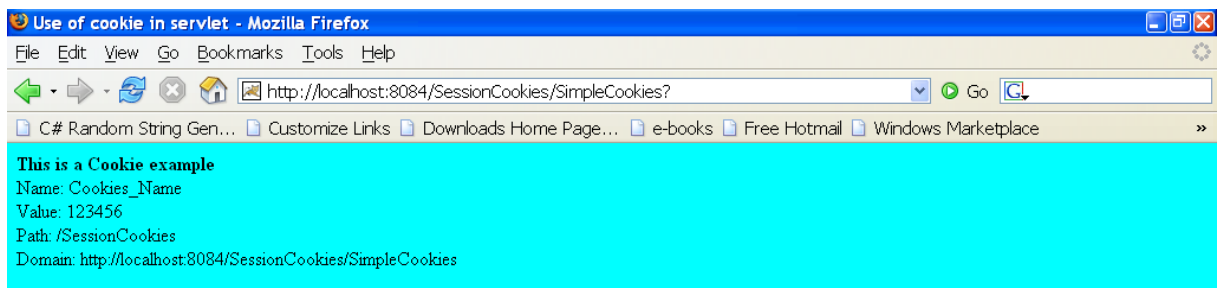 Use of cookie in servlet - Mozilla Firefox
File Edit View Go Bookmarks Tools Help
http://localhost:8084/SessionCookies/SimpleCookies? Go G
C# Random String Gen... Customize Links Downloads Home Page... e-books Free Hotmail Windows Marketplace »
This is a Cookie example
Name: Cookies_Name
Value: 123456
Path: /SessionCookies
Domain: http://localhost:8084/SessionCookies/SimpleCookies